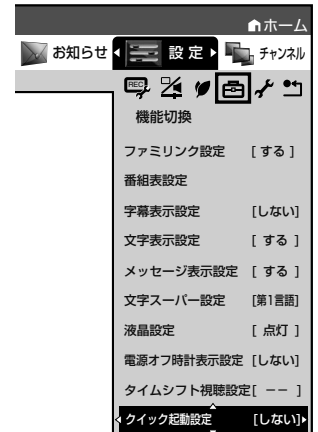 ホーム
お知らせ 設 定 チャンネル
REC
機能切換
ファミリンク設定 [ する ]
番組表設定
字幕表示設定 [しない]
文字表示設定 [ する ]
メッセージ表示設定 [ する ]
文字スーパー設定 [第1言語]
液晶設定 [ 点灯 ]
電源オフ時計表示設定 [しない]
タイムシフト視聴設定[ −− ]
クイック起動設定 [しない]